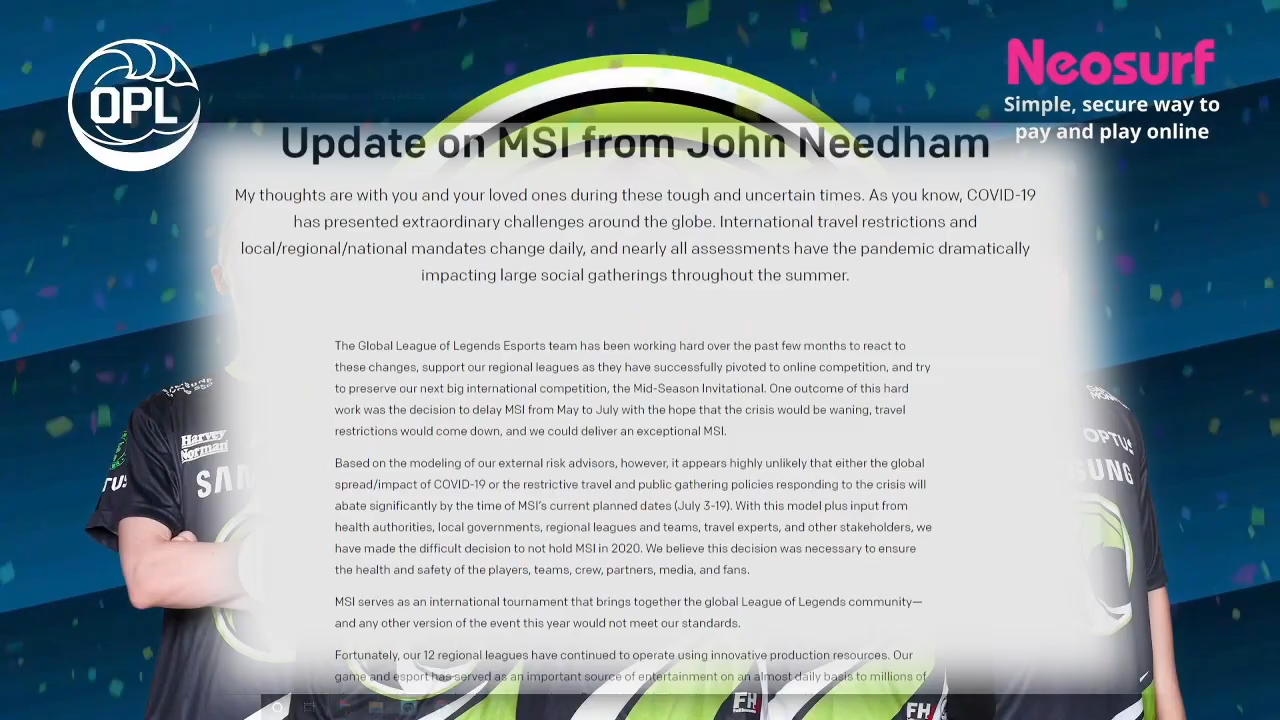 OPL
Neosurf
Simple, secure way to
pay and play online
Update on MSI from John Needham
My thoughts are with you and your loved ones during these tough and uncertain times. As you know, COVID-19
has presented extraordinary challenges around the globe. International travel restrictions and
local/regional/national mandates change daily, and nearly all assessments have the pandemic dramatically
impacting large social gatherings throughout the summer.
The Global League of Legends Esports team has been working hard over the past few months to react to
these changes, support our regional leagues as they have successfully pivoted to online competition, and try
to preserve our next big international competition, the Mid-Season Invitational. One outcome of this hard
work was the decision to delay MSI from May to July with the hope that the crisis would be waning, travel
restrictions would come down, and we could deliver an exceptional MSI.
Based on the modeling of our external risk advisors, however, it appears highly unlikely that either the global
spread/impact of COVID-19 or the restrictive travel and public gathering policies responding to the crisis will
abate significantly by the time of MSI's current planned dates (July 3-19). With this model plus input from
health authorities, local governments, regional leagues and teams, travel experts, and other stakeholders, we
have made the difficult decision to not hold MSI in 2020. We believe this decision was necessary to ensure
the health and safety of the players, teams, crew, partners, media, and fans.
MSI serves as an international tournament that brings together the global League of Legends community—
and any other version of the event this year would not meet our standards.
Fortunately, our 12 regional leagues have continued to operate using innovative production resources. Our
game and esport has served as an important source of entertainment on an almost daily basis to millions of
Harvey
Norman
TUS
SAM
OPTUS
SUNG
FH!
FH!